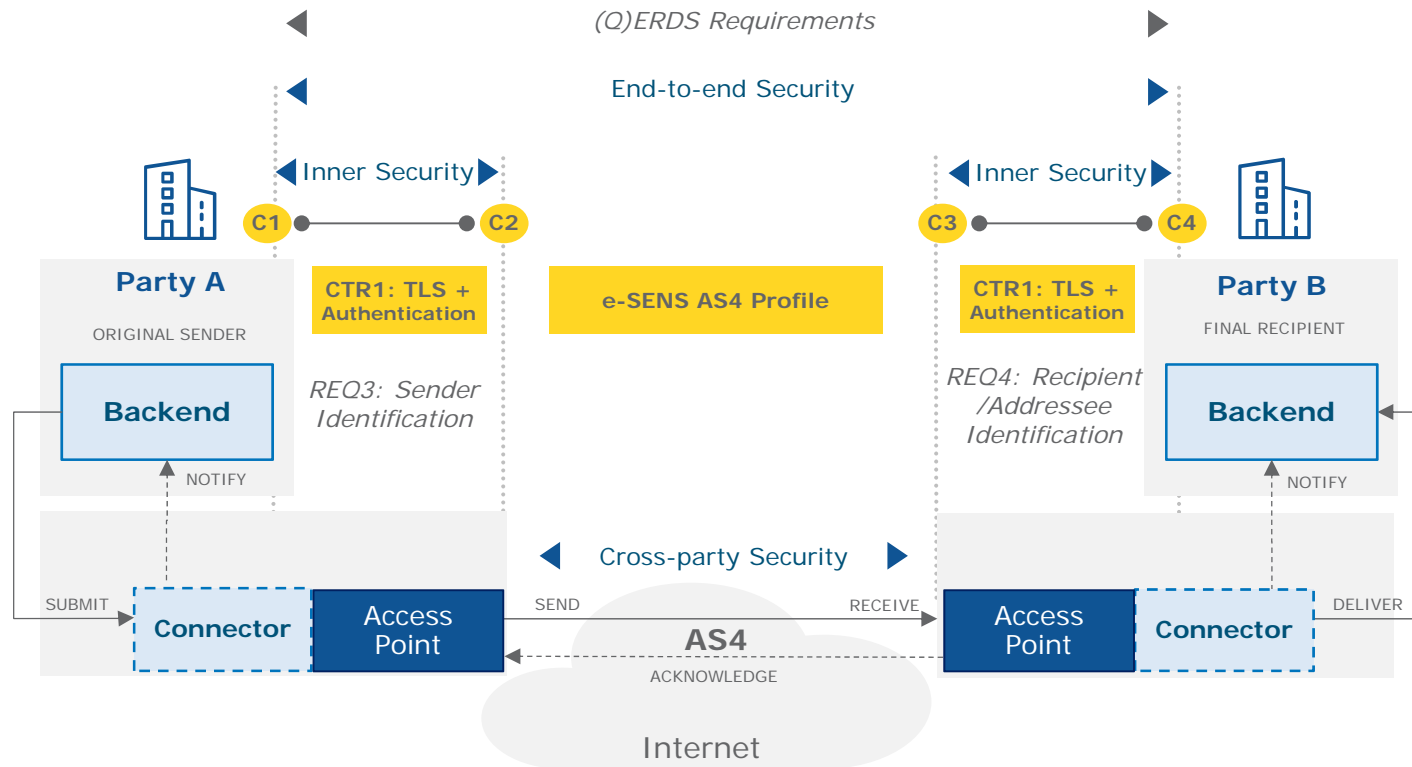 (Q)ERDS Requirements
End-to-end Security
Inner Security
Inner Security
C1
C2
C3
C4
Party A
ORIGINAL SENDER
Backend
CTR1: TLS +
Authentication
e-SENS AS4 Profile
CTR1: TLS +
Authentication
Party B
FINAL RECIPIENT
Backend
REQ3: Sender
Identification
REQ4: Recipient
/Addressee
Identification
NOTIFY
NOTIFY
Cross-party Security
SUBMIT
Connector
Access
Point
SEND
RECEIVE
AS4
ACKNOWLEDGE
Access
Point
Connector
DELIVER
Internet